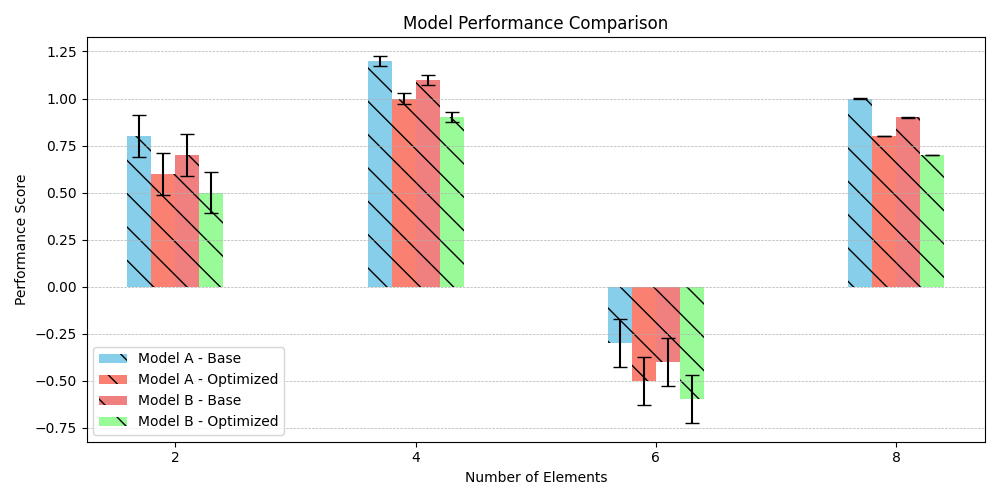 Model Performance Comparison
Performance Score
1.25
1.00
0.75
0.50
0.25
0.00
−0.25
−0.50
−0.75
Model A - Base
Model A - Optimized
Model B - Base
Model B - Optimized
2
4
6
8
Number of Elements